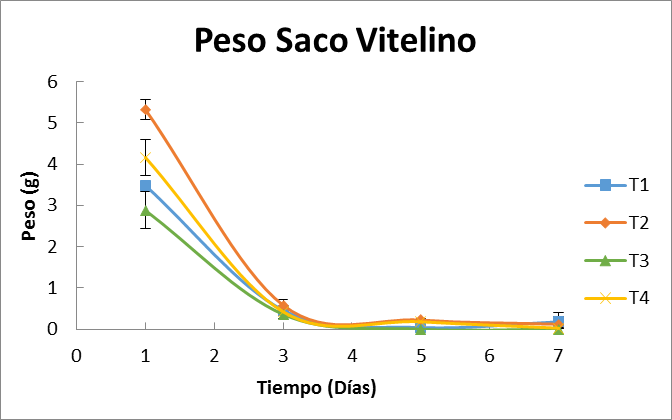 Peso Saco Vitelino
6
5
4
3
2
1
0
Peso (g)
0 1 2 3 4 5 6 7
Tiempo (Días)
T1
T2
T3
T4